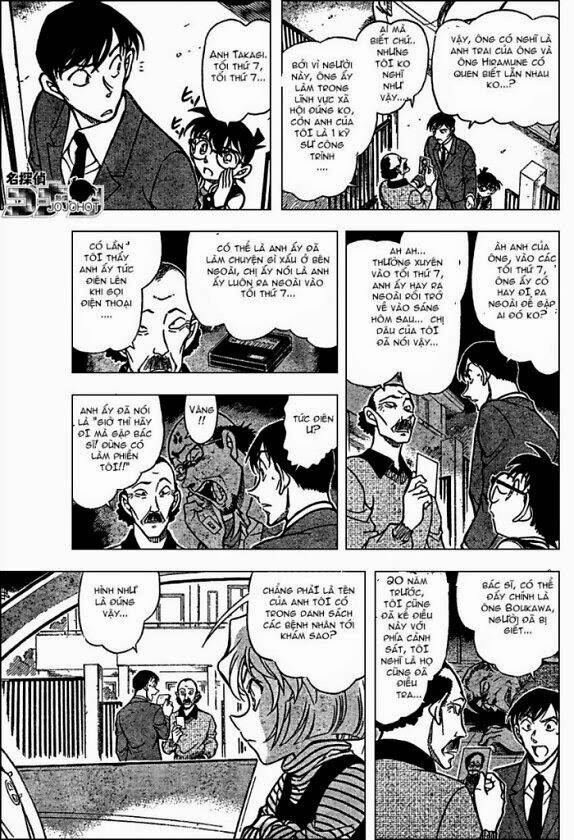 VẬY, ÔNG CÓ NGHĨ LÀ
ANH TRAI CỦA ÔNG VÀ
ÔNG HIRAMUNE CÓ
QUEN BIẾT LẪN NHAU
KO...?
AI MÀ
BIẾT CHỨ..
NHƯNG
TÔI KO
NGHĨ NHƯ
VẬY....
BỞI VÌ NGƯỜI
NÀY, ÔNG ẤY
LÀM TRONG
LĨNH VỰC XÃ
HỘI ĐÚNG KO,
CÒN ANH CỦA
TÔI LÀ 1 KỸ
SƯ CÔNG
TRÌNH
....
ANH TAKAGI.
TỐI THỨ 7,
TỐI THỨ 7...
名探偵
コナン
ÀH ANH CỦA
ÔNG, VÀO CÁC
TỐI THỨ 7,
ÔNG ẤY CÓ
HAY ĐI RA
NGOÀI ĐỂ GẶP
AI ĐÓ KO?
AH AH....
THƯỜNG XUYÊN
VÀO TỐI THỨ 7,
ANH ẤY HAY RA
NGOÀI RỒI TRỞ
VỀ VÀO SÁNG
HÔM SAU... CHỊ
DÂU CỦA TÔI
ĐÃ NÓI VẬY...
CÓ THỂ LÀ ANH ẤY ĐÃ
LÀM CHUYỆN GÌ XẤU Ở BÊN
NGOÀI, CHỊ ẤY NÓI LÀ ANH
ẤY LUÔN RA NGOÀI VÀO
TỐI THỨ 7...
CÓ LẦN
TÔI THẤY
ANH ẤY TỨC
ĐIÊN LÊN
KHI GỌI
ĐIỆN THOẠI
....
TỨC ĐIÊN
Ư?
VÂNG
!!
ANH ẤY ĐÃ NÓI
LÀ "GIỜ THÌ HÃY
ĐI MÀ GẶP BÁC
SĨ! ĐỪNG CÓ
LÀM PHIỀN
TÔI!!"
BÁC SĨ, CÓ THỂ
ĐẤY CHÍNH LÀ
ÔNG BOUKAWA,
NGƯỜI ĐÃ BỊ
GIẾT...
20 NĂM
TRƯỚC,
TÔI CŨNG
ĐÃ KỂ ĐIỀU
NÀY VỚI
PHÍA CẢNH
SÁT, TÔI
NGHĨ LÀ HỌ
CŨNG ĐÃ
ĐIỀU
TRA...
CHẲNG PHẢI LÀ TÊN
CỦA ANH TÔI CÓ
TRONG DANH SÁCH
CÁC BỆNH NHÂN TỚI
KHÁM SAO?
HÌNH NHƯ
LÀ ĐÚNG
VẬY...